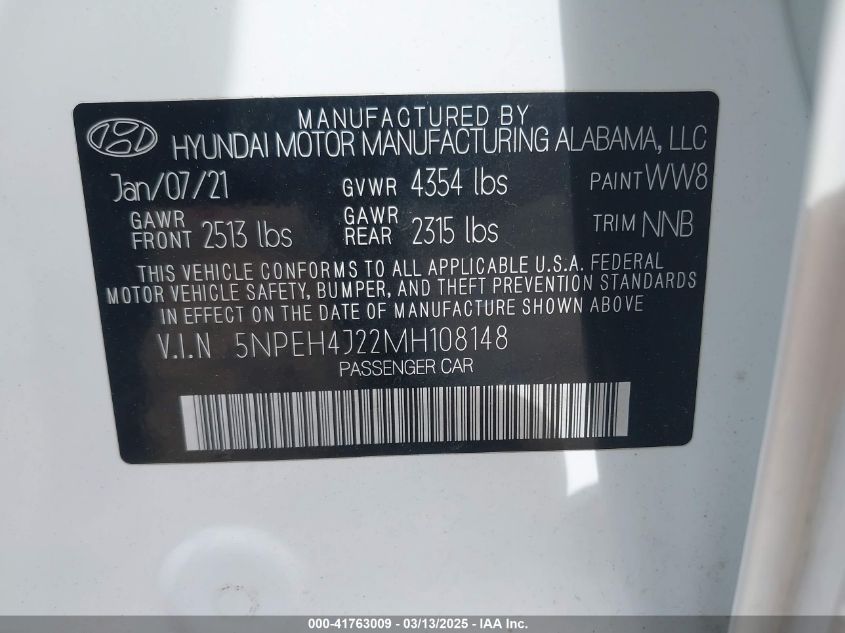 MANUFACTURED BY
HYUNDAI MOTOR MANUFACTURING ALABAMA, LLC
Jan/07/21 GVWR 4354 lbs PAINT WW8
GAWR FRONT 2513 lbs GAWR REAR 2315 lbs TRIM NNB
THIS VEHICLE CONFORMS TO ALL APPLICABLE U.S.A. FEDERAL
MOTOR VEHICLE SAFETY, BUMPER, AND THEFT PREVENTION STANDARDS
IN EFFECT ON THE DATE OF MANUFACTURE SHOWN ABOVE
V.I.N 5NPEH4J22MH108148
PASSENGER CAR
000-41763009 - 03/13/2025 - IAA Inc.